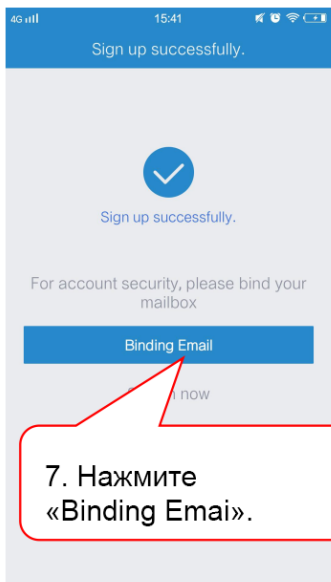 4G 15:41
Sign up successfully.
Sign up successfully.
For account security, please bind your
mailbox
Binding Email
now
7. Нажмите
«Binding Emai».